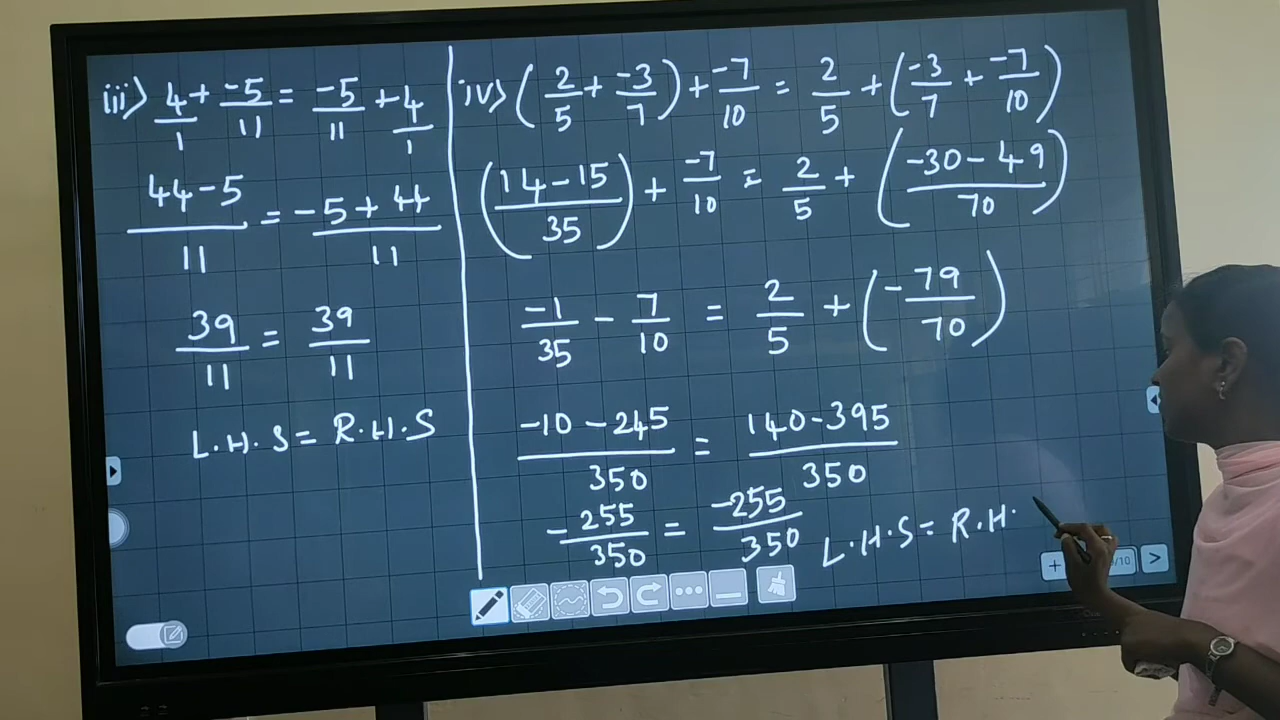 iii) 4/1 + -5/11 = -5/11 + 4/1
44-5/11 = -5+44/11
39/11 = 39/11
L.H.S = R.H.S
iv) (2/5 + -3/7) + -7/10 = 2/5 + (-3/7 + -7/10)
(14-15/35) + -7/10 = 2/5 + (-30-49/70)
-1/35 - 7/10 = 2/5 + (-79/70)
-10-245/350 = 140-395/350
-255/350 = -255/350 L.H.S = R.H.